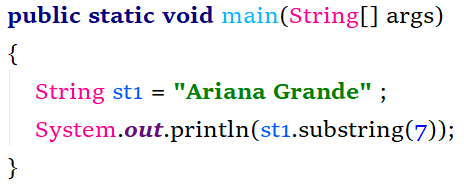 public static void main(String[] args)
{
String st1 = "Ariana Grande" ;
System.out.println(st1.substring(7));
}